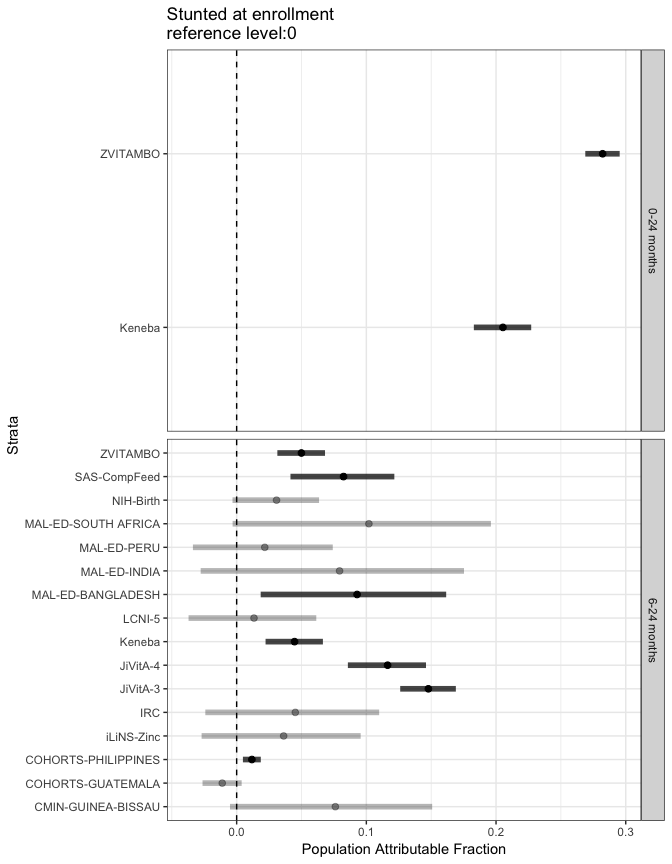 Stunted at enrollment
reference level:0
ZVITAMBO
Keneba
0-24 months
Strata
ZVITAMBO
SAS-CompFeed
NIH-Birth
MAL-ED-SOUTH AFRICA
MAL-ED-PERU
MAL-ED-INDIA
MAL-ED-BANGLADESH
LCNI-5
Keneba
JiVitA-4
JiVitA-3
IRC
iLiNS-Zinc
COHORTS-PHILIPPINES
COHORTS-GUATEMALA
CMIN-GUINEA-BISSAU
6-24 months
0.0 0.1 0.2 0.3
Population Attributable Fraction